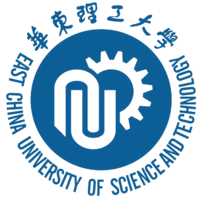 華東理工大學
EAST CHINA UNIVERSITY OF SCIENCE AND TECHNOLOGY